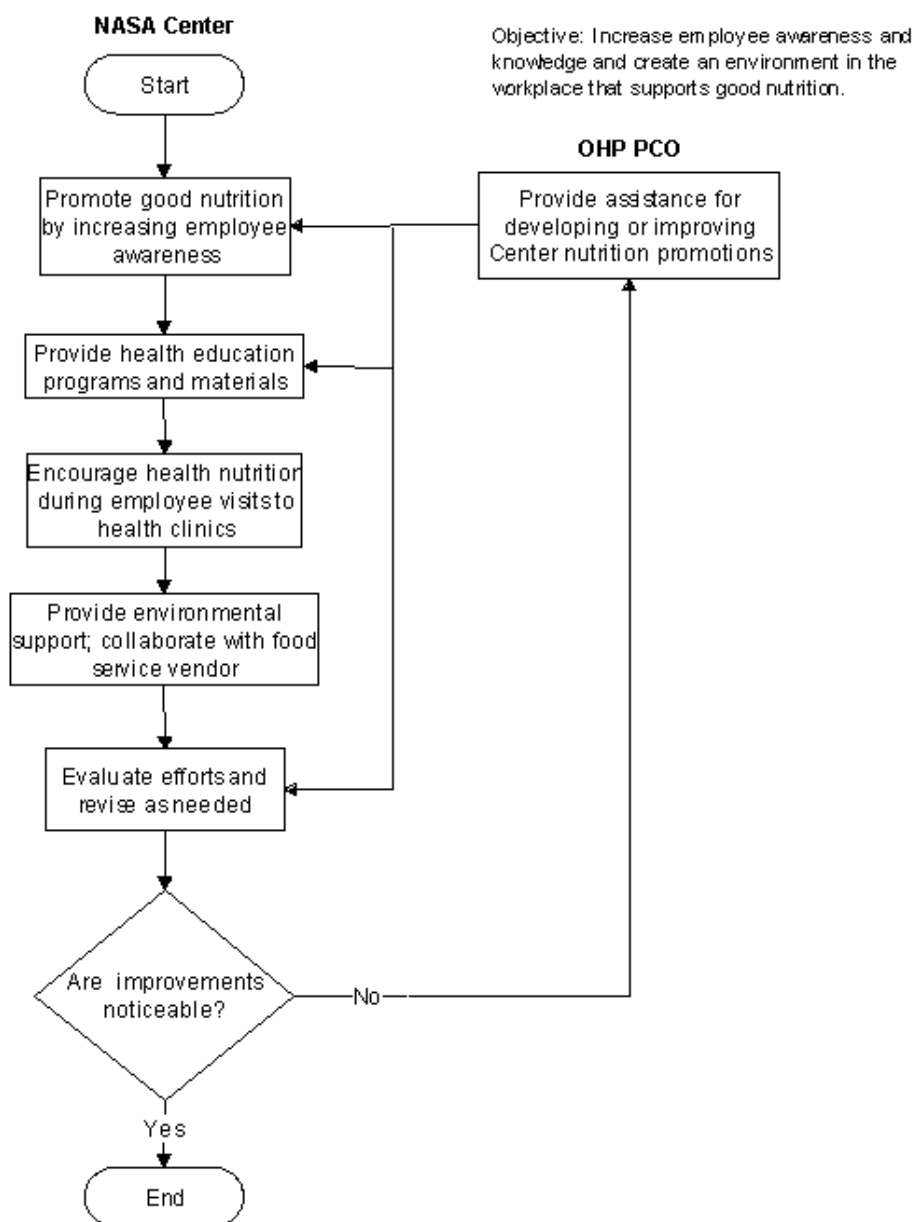 NASA Center
Objective: Increase employee awareness and
knowledge and create an environment in the
workplace that supports good nutrition.
Start
OHP PCO
Promote good nutrition
by increasing employee
awareness
Provide assistance for
developing or improving
Center nutrition promotions
Provide health education
programs and materials
Encourage health nutrition
during employee visits to
health clinics
Provide environmental
support; collaborate with food
service vendor
Evaluate efforts and
revise as needed
Are improvements
noticeable?
No
Yes
End